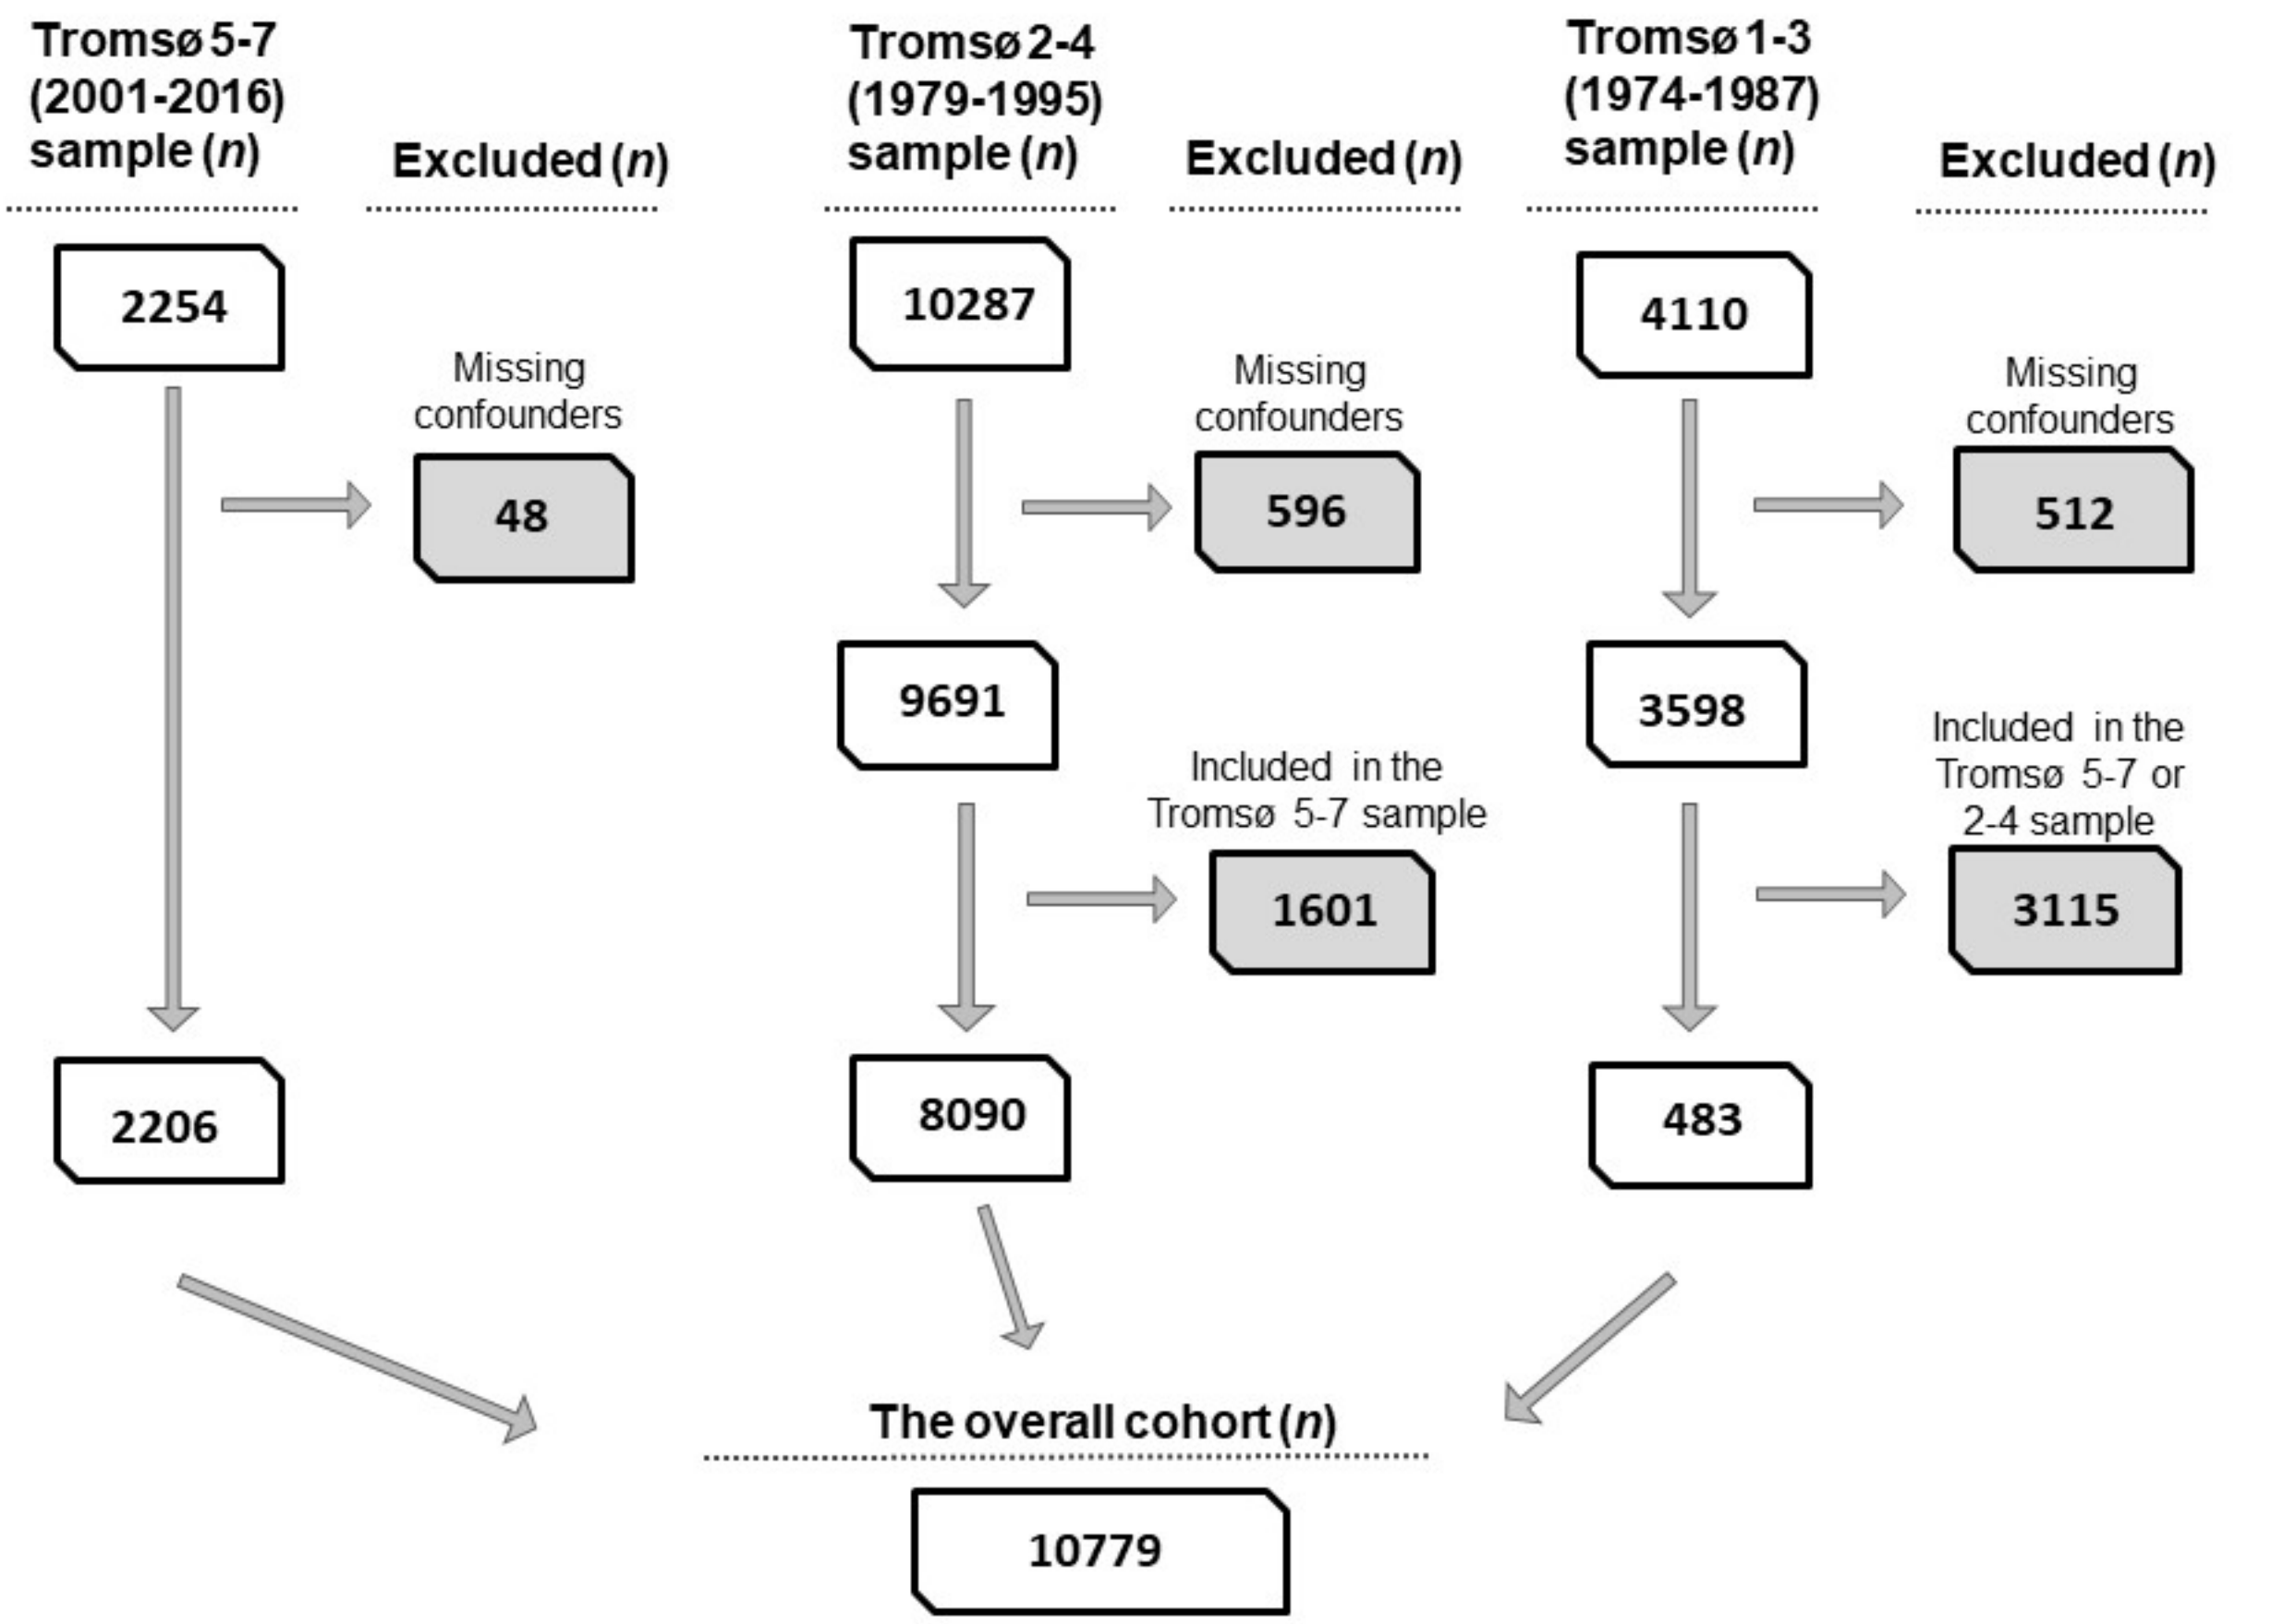 Tromsø 5-7
(2001-2016)
sample (n)
Excluded (n)
2254
Missing
confounders
48
2206
Tromsø 2-4
(1979-1995)
sample (n)
Excluded (n)
10287
Missing
confounders
596
9691
Included in the
Tromsø 5-7 sample
1601
8090
Tromsø 1-3
(1974-1987)
sample (n)
Excluded (n)
4110
Missing
confounders
512
3598
Included in the
Tromsø 5-7 or
2-4 sample
3115
483
The overall cohort (n)
10779